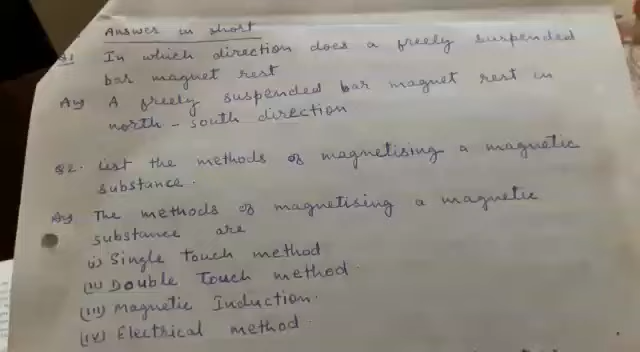 Answer in short
Q1 In which direction does a freely suspended
bar magnet rest
Ans A freely suspended bar magnet rest in
north-south direction
Q2. List the methods of magnetising a magnetic
substance.
Ans The methods of magnetising a magnetic
substance are
(i) Single Touch method
(ii) Double Touch method.
(iii) Magnetic Induction.
(iv) Electrical method.